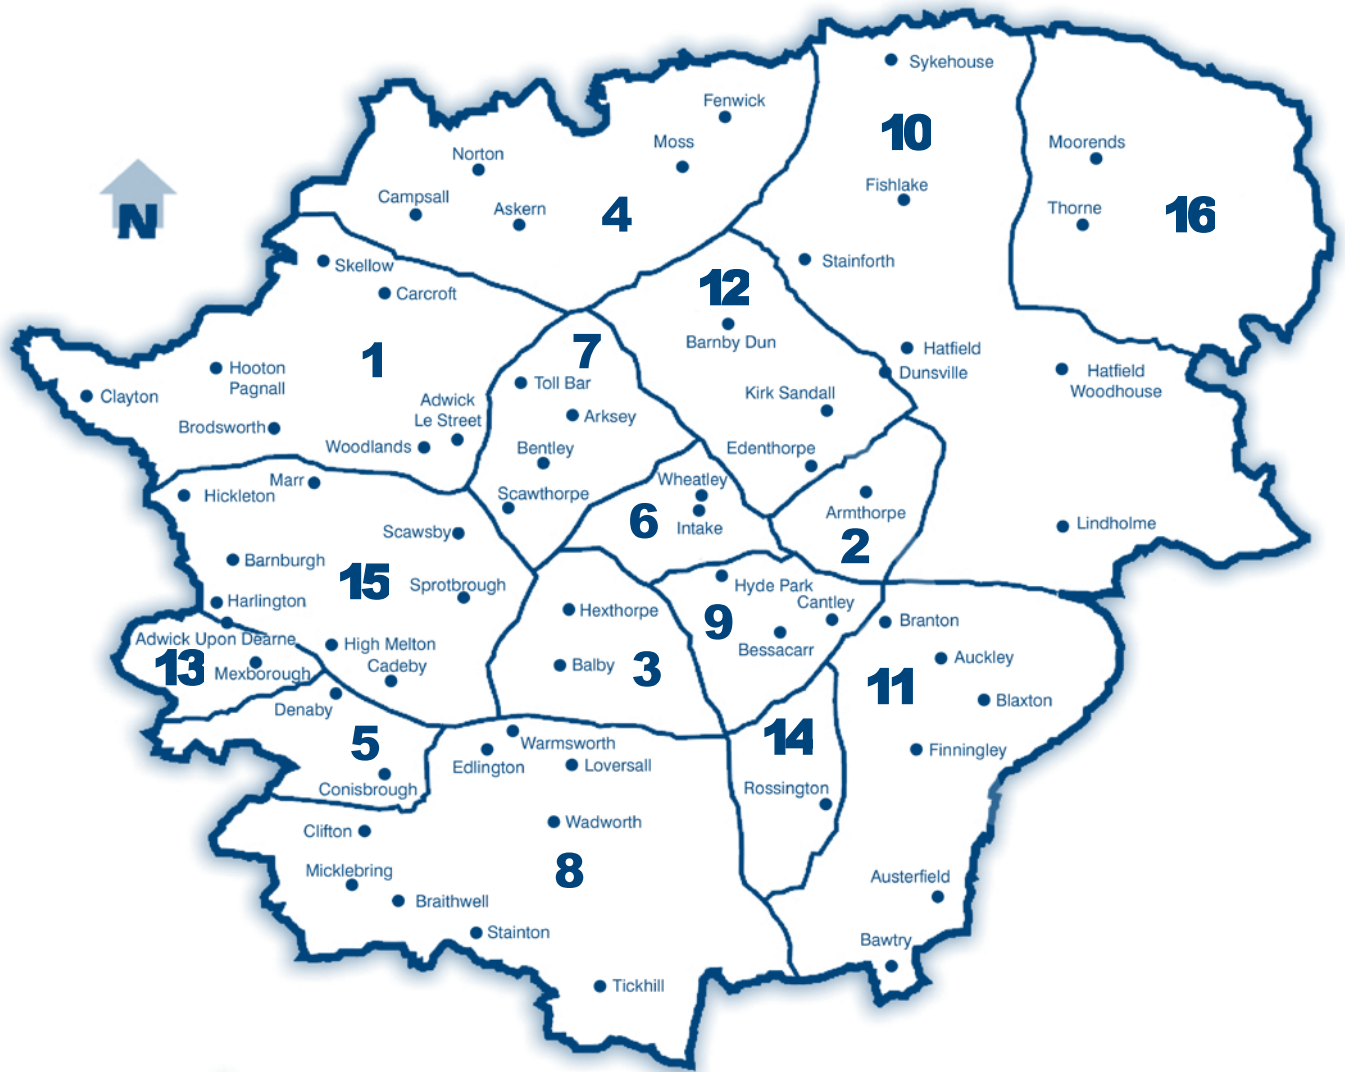 Sykehouse
Fenwick
10
Moss
Moorends
Norton
Fishlake
Campsall
Askern
4
Thorne
16
N
Skellow
Stainforth
Carcroft
12
Barnby Dun
7
1
Hatfield
Dunsville
Hooton
Pagnall
Hatfield
Woodhouse
Toll Bar
Clayton
Kirk Sandall
Adwick
Le Street
Arksey
Brodsworth
Woodlands
Bentley
Edenthorpe
Marr
Wheatley
Hickleton
Scawthorpe
Armthorpe
6
Intake
Lindholme
Scawsby
2
Barnburgh
15
Sprotbrough
Hyde Park
Harlington
Hexthorpe
Cantley
9
Branton
Adwick Upon Dearne
High Melton
Bessacarr
13
Mexborough
Cadeby
Balby
3
Auckley
11
Denaby
Blaxton
5
Warmsworth
14
Finningley
Edlington
Loversall
Conisbrough
Rossington
Clifton
Wadworth
Micklebring
8
Austerfield
Braithwell
Stainton
Bawtry
Tickhill